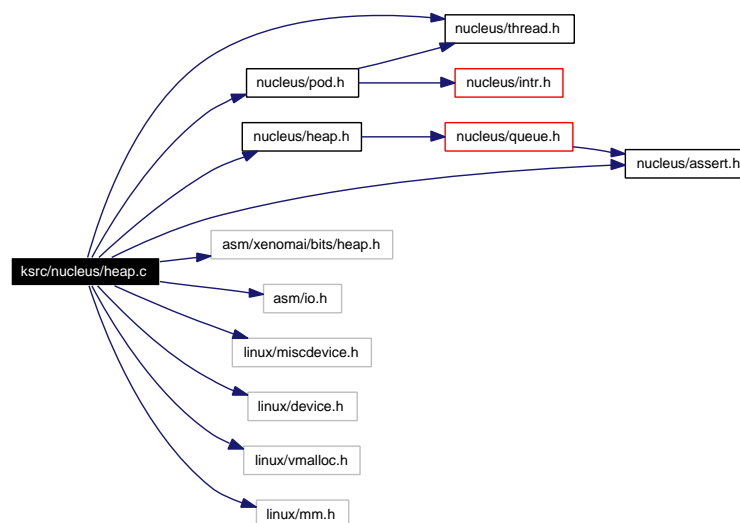 nucleus/thread.h
nucleus/pod.h
nucleus/intr.h
nucleus/heap.h
nucleus/queue.h
nucleus/assert.h
asm/xenomai/bits/heap.h
ksrc/nucleus/heap.c
asm/io.h
linux/miscdevice.h
linux/device.h
linux/vmalloc.h
linux/mm.h